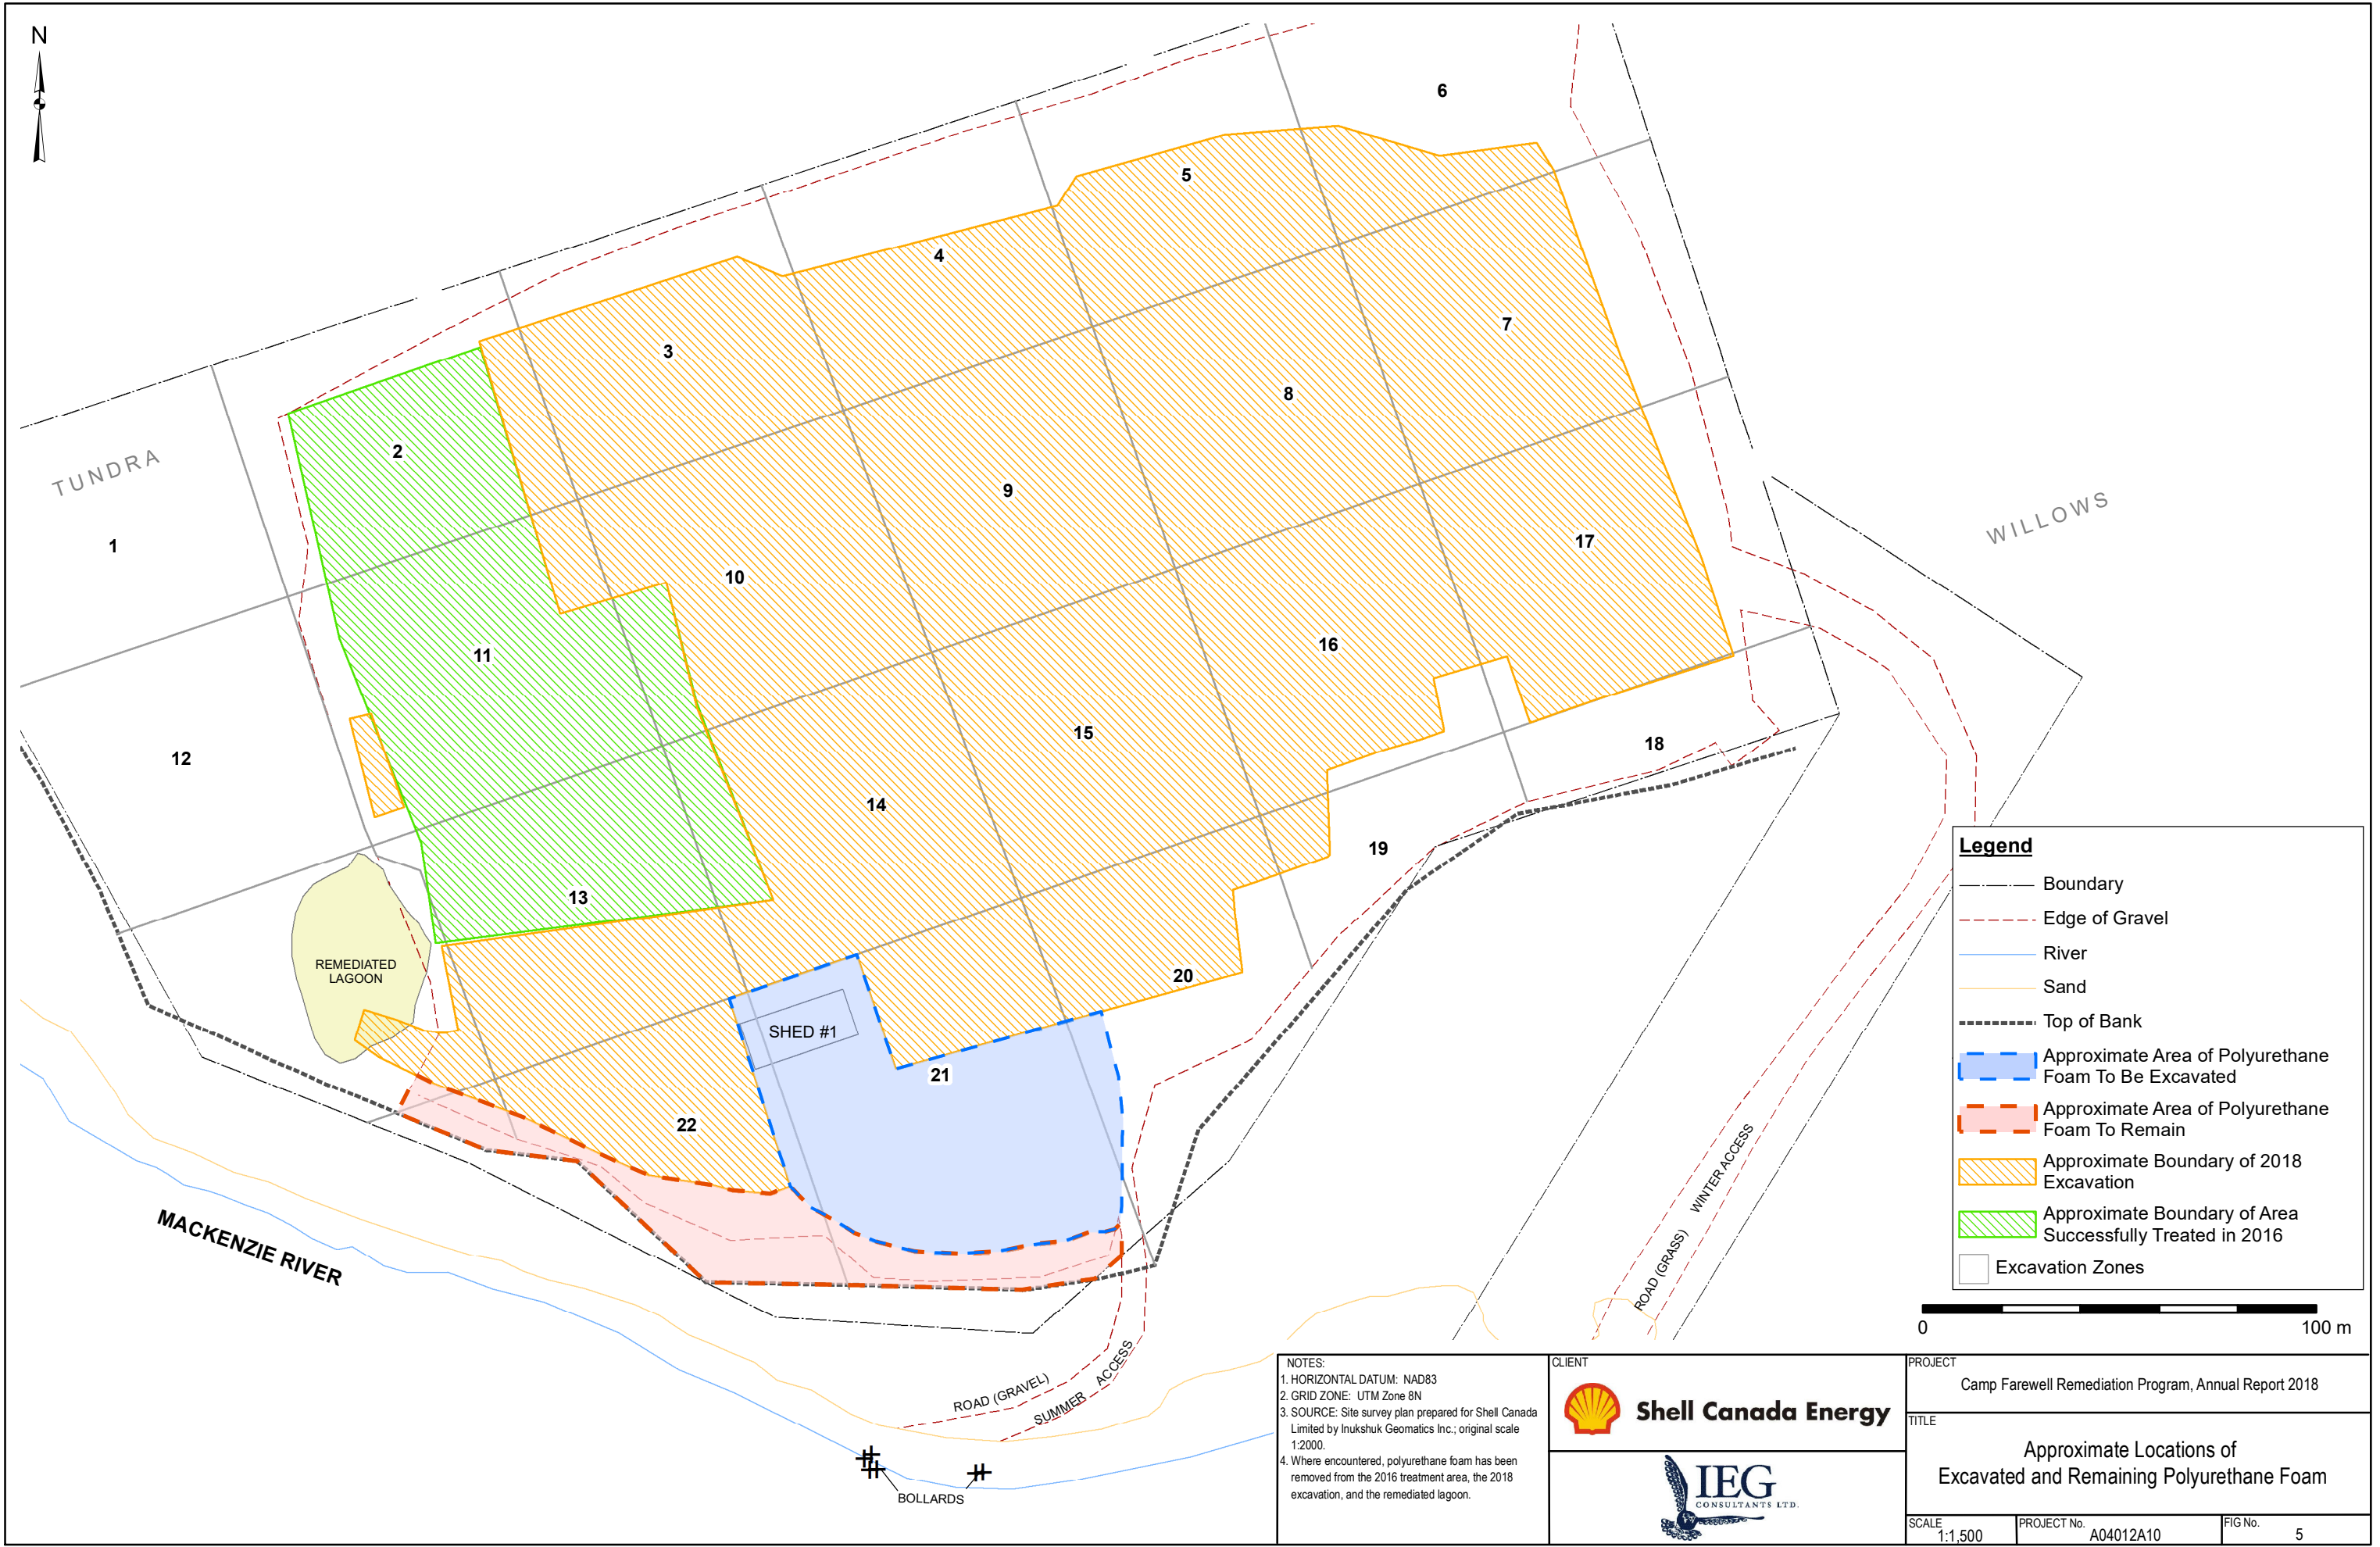 N
6
5
4
3
7
8
2
TUNDRA
9
WILLOWS
1
17
10
16
11
15
18
12
14
19
13
REMEDIATED
LAGOON
20
SHED #1
21
22
MACKENZIE RIVER
ROAD (GRAVEL)
SUMMER ACCESS
BOLLARDS
ROAD (GRASS) WINTER ACCESS
Legend
Boundary
Edge of Gravel
River
Sand
Top of Bank
Approximate Area of Polyurethane
Foam To Be Excavated
Approximate Area of Polyurethane
Foam To Remain
Approximate Boundary of 2018
Excavation
Approximate Boundary of Area
Successfully Treated in 2016
Excavation Zones
0 100 m
NOTES:
1. HORIZONTAL DATUM: NAD83
2. GRID ZONE: UTM Zone 8N
3. SOURCE: Site survey plan prepared for Shell Canada
Limited by Inukshuk Geomatics Inc.; original scale
1:2000.
4. Where encountered, polyurethane foam has been
removed from the 2016 treatment area, the 2018
excavation, and the remediated lagoon.
CLIENT
Shell Canada Energy
IEG
CONSULTANTS LTD.
PROJECT
Camp Farewell Remediation Program, Annual Report 2018
TITLE
Approximate Locations of
Excavated and Remaining Polyurethane Foam
SCALE
1:1,500
PROJECT No.
A04012A10
FIG No.
5